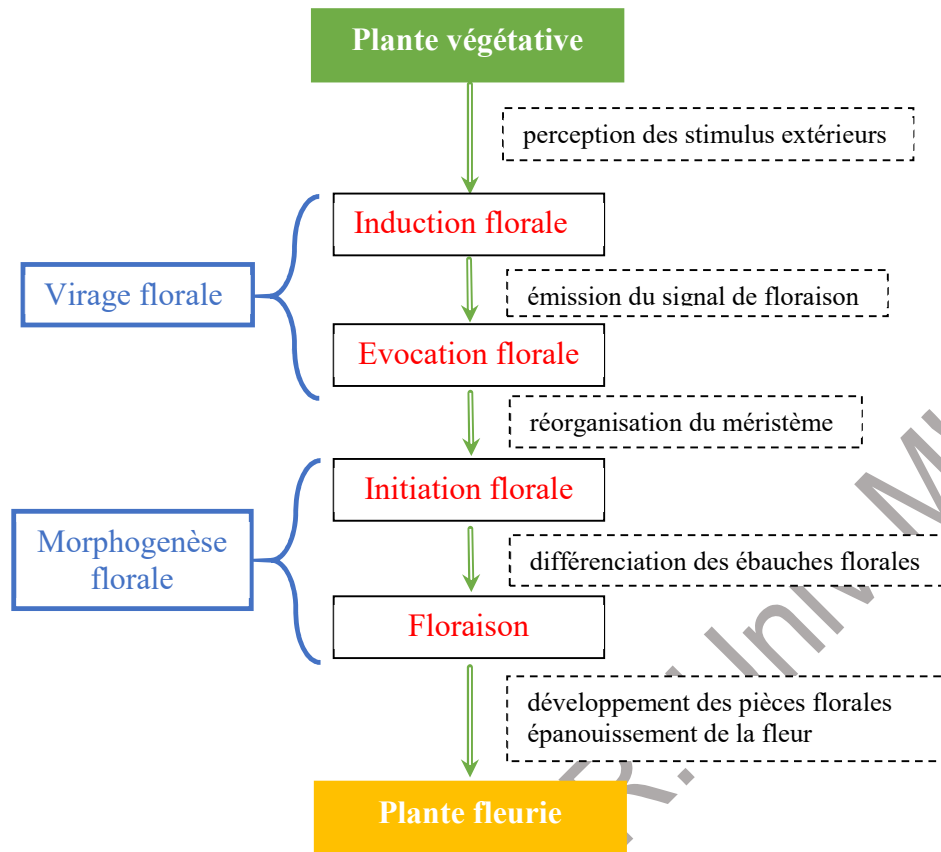 Plante végétative
perception des stimulus extérieurs
Induction florale
Virage florale
émission du signal de floraison
Evocation florale
réorganisation du méristème
Initiation florale
Morphogenèse
florale
différenciation des ébauches florales
Floraison
développement des pièces florales
épanouissement de la fleur
Plante fleurie
R. Univ M